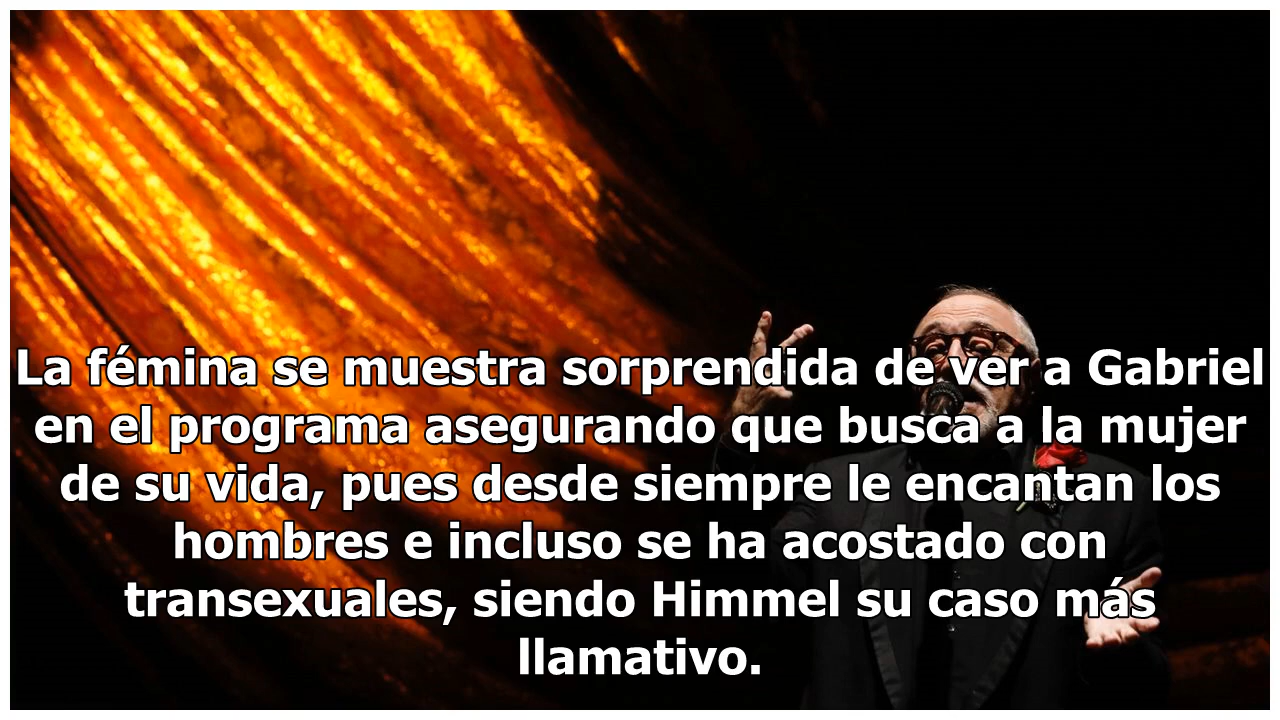 La fémina se muestra sorprendida de ver a Gabriel
en el programa asegurando que busca a la mujer
de su vida, pues desde siempre le encantan los
hombres e incluso se ha acostado con
transexuales, siendo Himmel su caso más
llamativo.